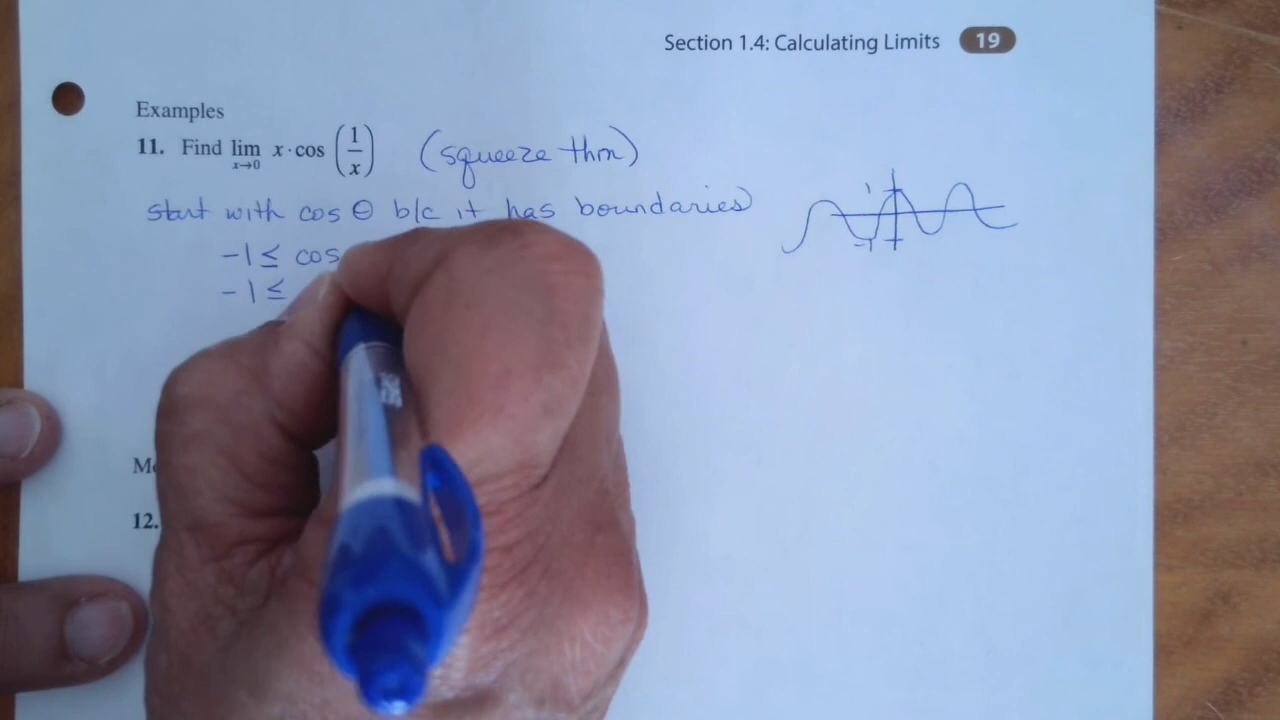 Section 1.4: Calculating Limits 19
Examples
11. Find lim x→0 x · cos (1/x) (squeeze thm)
start with cos θ b/c it has boundaries
1
-1
-1 ≤ cos
-1 ≤
12.